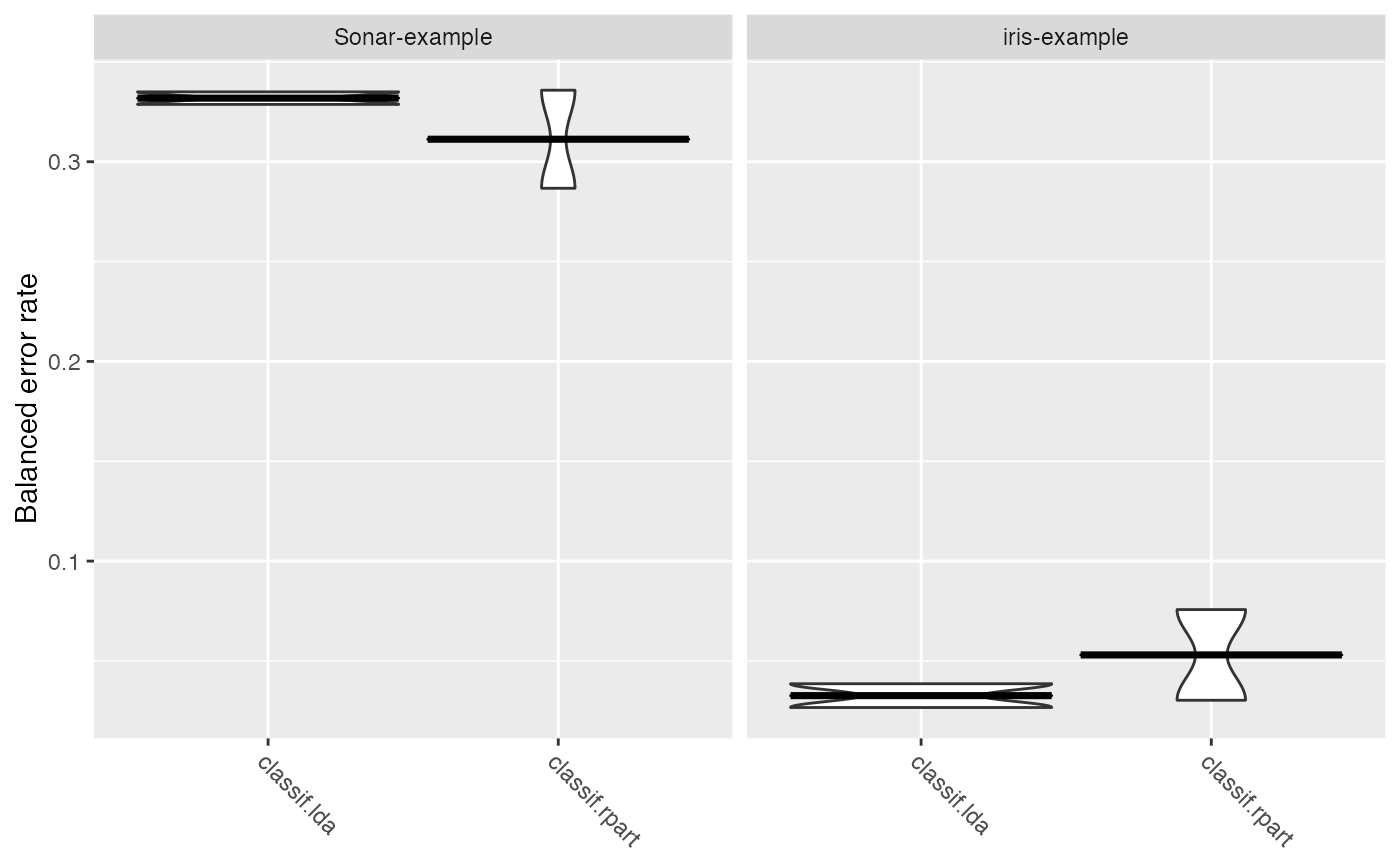 Sonar-example
iris-example
Balanced error rate
0.3
0.2
0.1
classif.lda
classif.rpart
classif.lda
classif.rpart